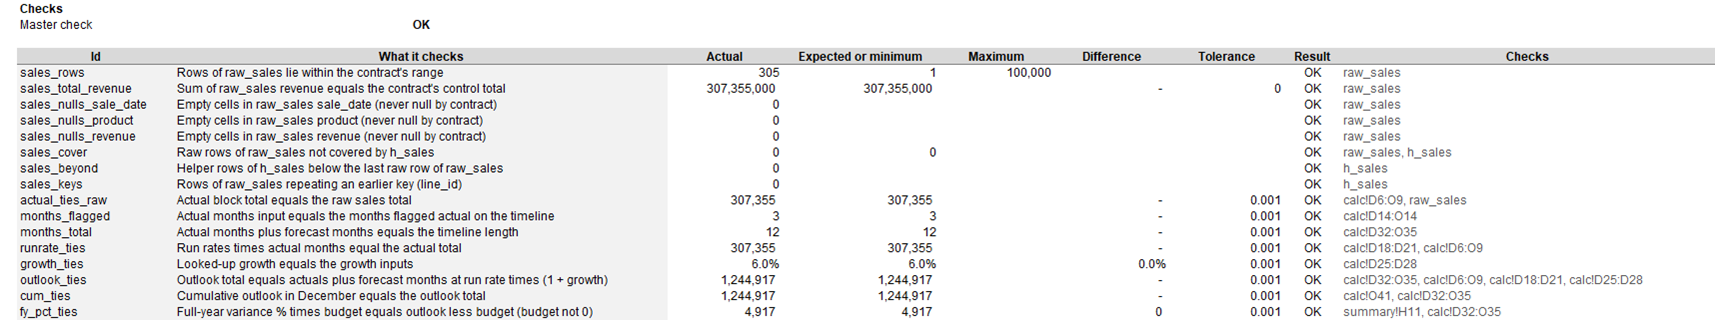 Checks
Master check OK
Id What it checks Actual Expected or minimum Maximum Difference Tolerance Result Checks
sales_rows Rows of raw_sales lie within the contract's range 305 1 100,000 OK raw_sales
sales_total_revenue Sum of raw_sales revenue equals the contract's control total 307,355,000 307,355,000 - 0 OK raw_sales
sales_nulls_sale_date Empty cells in raw_sales sale_date (never null by contract) 0 OK raw_sales
sales_nulls_product Empty cells in raw_sales product (never null by contract) 0 OK raw_sales
sales_nulls_revenue Empty cells in raw_sales revenue (never null by contract) 0 OK raw_sales
sales_cover Raw rows of raw_sales not covered by h_sales 0 0 OK raw_sales, h_sales
sales_beyond Helper rows of h_sales below the last raw row of raw_sales 0 OK h_sales
sales_keys Rows of raw_sales repeating an earlier key (line_id) 0 OK h_sales
actual_ties_raw Actual block total equals the raw sales total 307,355 307,355 - 0.001 OK calc!D6:O9, raw_sales
months_flagged Actual months input equals the months flagged actual on the timeline 3 3 - 0.001 OK calc!D14:O14
months_total Actual months plus forecast months equals the timeline length 12 12 - 0.001 OK calc!D32:O35
runrate_ties Run rates times actual months equal the actual total 307,355 307,355 - 0.001 OK calc!D18:D21, calc!D6:O9
growth_ties Looked-up growth equals the growth inputs 6.0% 6.0% 0.0% 0.001 OK calc!D25:D28
outlook_ties Outlook total equals actuals plus forecast months at run rate times (1 + growth) 1,244,917 1,244,917 - 0.001 OK calc!D32:O35, calc!D6:O9, calc!D18:D21, calc!D25:D28
cum_ties Cumulative outlook in December equals the outlook total 1,244,917 1,244,917 - 0.001 OK calc!O41, calc!D32:O35
fy_pct_ties Full-year variance % times budget equals outlook less budget (budget not 0) 4,917 4,917 0 0.001 OK summary!H11, calc!D32:O35